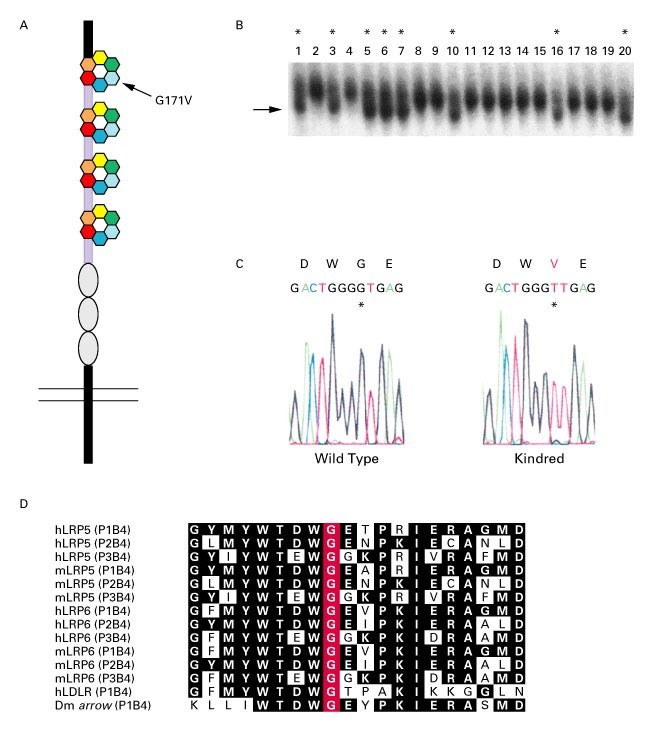 A
G171V
B
* * * * * * * *
1 2 3 4 5 6 7 8 9 10 11 12 13 14 15 16 17 18 19 20
C
D W G E
GACTGGGGTGAG
*
Wild Type
D W V E
GACTGGGTTGAG
*
Kindred
D
hLRP5 (P1B4) G Y M Y W T D W G E T P R I E R A G M D
hLRP5 (P2B4) G L M Y W T D W G E N P K I E C A N L D
hLRP5 (P3B4) G Y I Y W T E W G G K P R I V R A F M D
mLRP5 (P1B4) G Y M Y W T D W G E A P R I E R A G M D
mLRP5 (P2B4) G L M Y W T D W G E N P K I E C A N L D
mLRP5 (P3B4) G Y I Y W T E W G G K P R I V R A F M D
hLRP6 (P1B4) G F M Y W T D W G E V P K I E R A G M D
hLRP6 (P2B4) G Y M Y W T D W G E I P K I E R A A L D
hLRP6 (P3B4) G F M Y W T E W G G K P K I D R A A M D
mLRP6 (P1B4) G F M Y W T D W G E V P K I E R A G M D
mLRP6 (P2B4) G Y M Y W T D W G E I P K I E R A A L D
mLRP6 (P3B4) G F M Y W T E W G G K P K I D R A A M D
hLDLR (P1B4) G F M Y W T D W G T P A K I K K G G L N
Dm arrow (P1B4) K L L I W T D W G E Y P K I E R A S M D